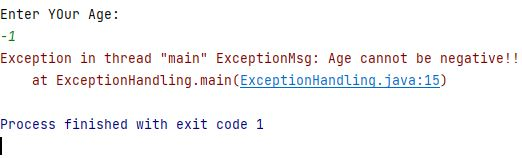 Enter YOur Age:
-1
Exception in thread "main" ExceptionMsg: Age cannot be negative!!
    at ExceptionHandling.main(ExceptionHandling.java:15)
Process finished with exit code 1